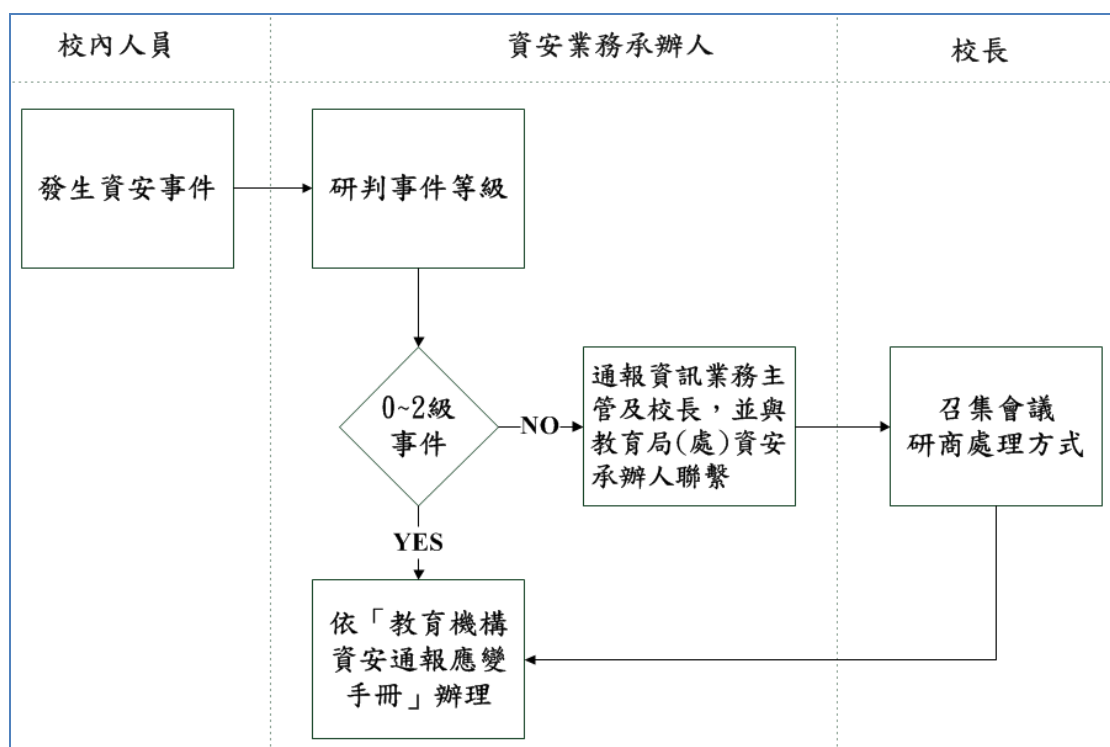 校內人員
資安業務承辦人
校長
發生資安事件
研判事件等級
0~2級
事件
NO
通報資訊業務主
管及校長，並與
教育局(處)資安
承辦人聯繫
召集會議
研商處理方式
YES
依「教育機構
資安通報應變
手冊」辦理